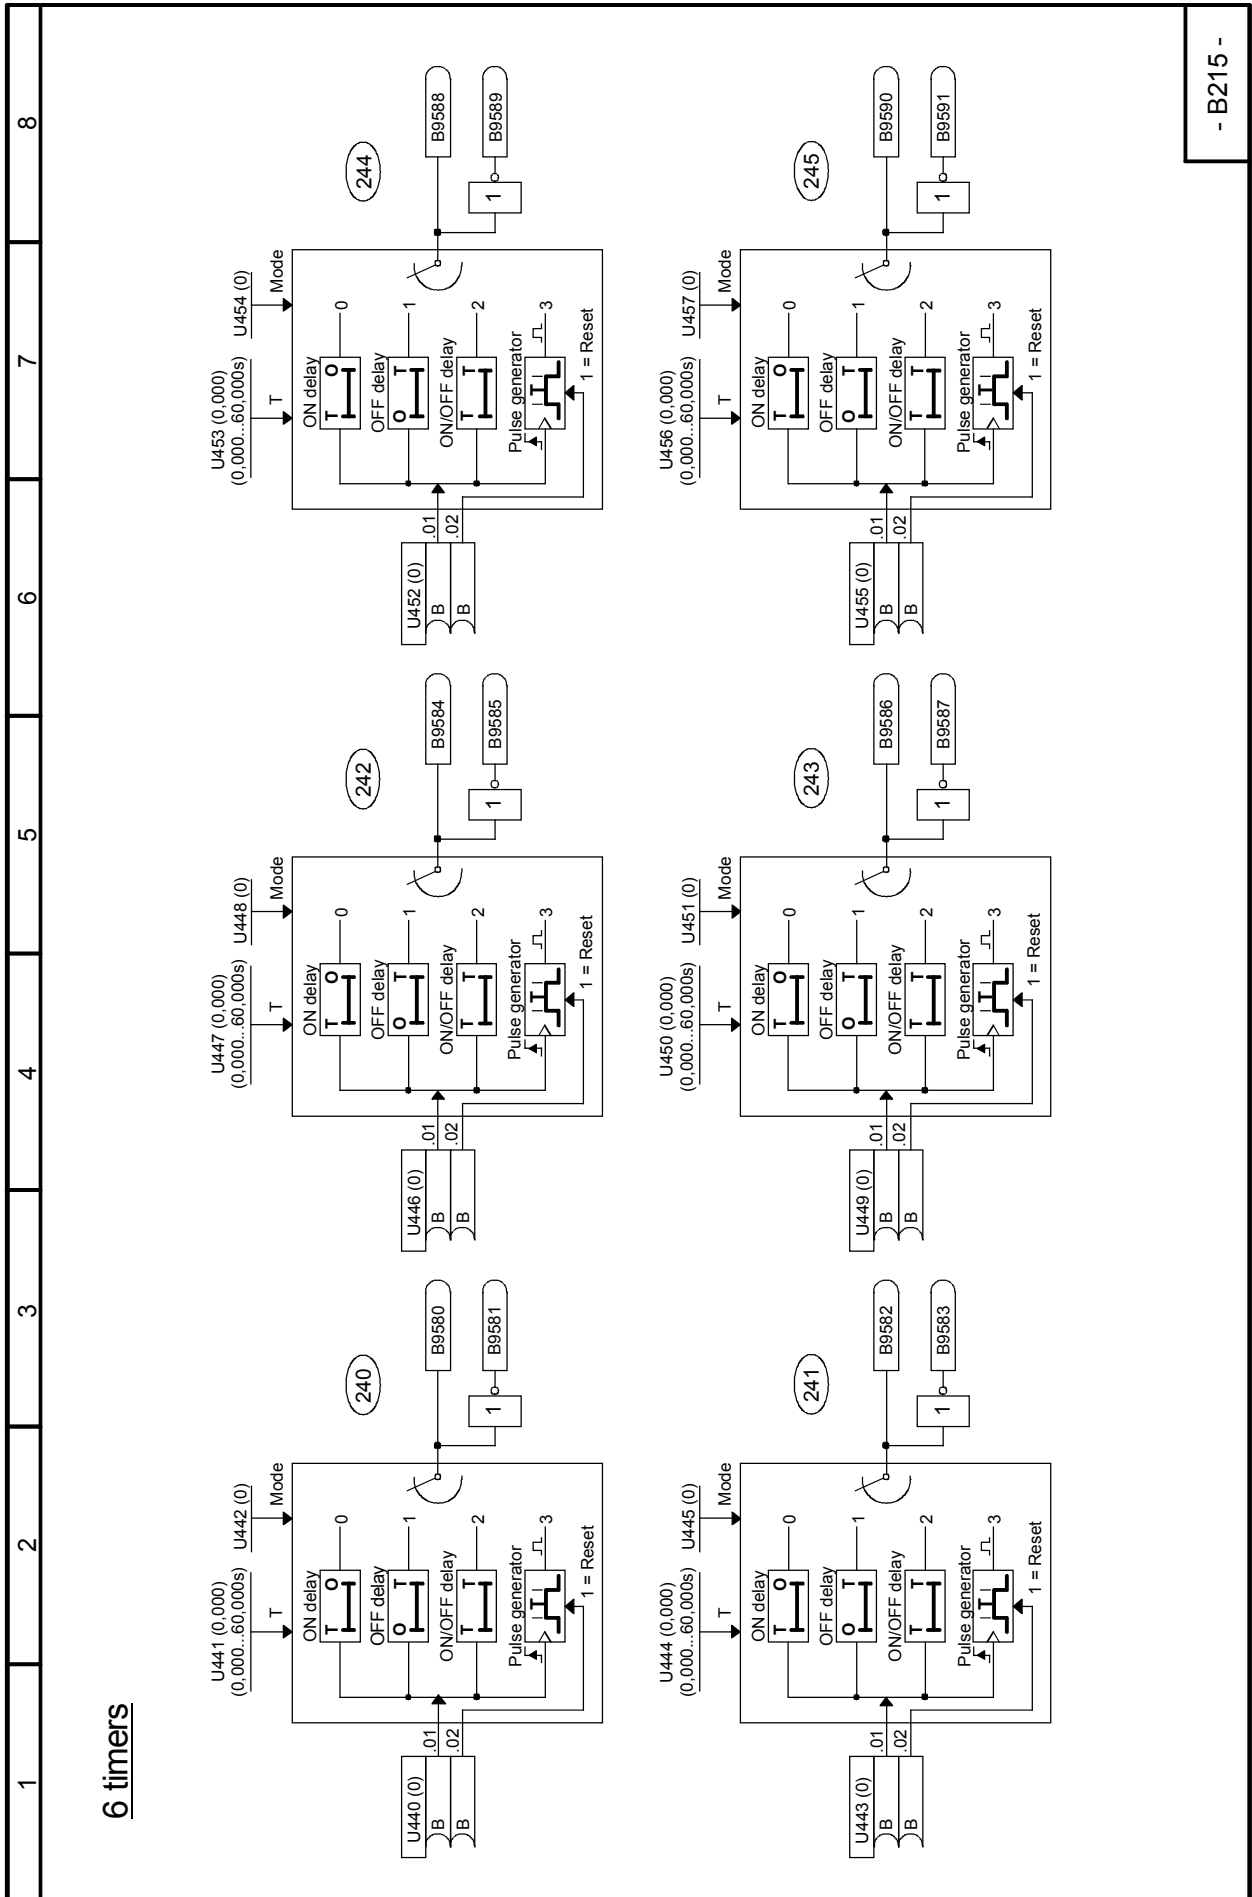 6 timers
U441 (0,000)
(0,000...60,000s)
U442 (0)
T
Mode
240
ON delay
T O
0
OFF delay
O T
1
ON/OFF delay
T T
2
Pulse generator
T
3
1 = Reset
U440 (0)
B
.01
B
.02
B9580
1
B9581
U447 (0,000)
(0,000...60,000s)
U448 (0)
T
Mode
242
ON delay
T O
0
OFF delay
O T
1
ON/OFF delay
T T
2
Pulse generator
T
3
1 = Reset
U446 (0)
B
.01
B
.02
B9584
1
B9585
U453 (0,000)
(0,000...60,000s)
U454 (0)
T
Mode
244
ON delay
T O
0
OFF delay
O T
1
ON/OFF delay
T T
2
Pulse generator
T
3
1 = Reset
U452 (0)
B
.01
B
.02
B9588
1
B9589
U444 (0,000)
(0,000...60,000s)
U445 (0)
T
Mode
241
ON delay
T O
0
OFF delay
O T
1
ON/OFF delay
T T
2
Pulse generator
T
3
1 = Reset
U443 (0)
B
.01
B
.02
B9582
1
B9583
U450 (0,000)
(0,000...60,000s)
U451 (0)
T
Mode
243
ON delay
T O
0
OFF delay
O T
1
ON/OFF delay
T T
2
Pulse generator
T
3
1 = Reset
U449 (0)
B
.01
B
.02
B9586
1
B9587
U456 (0,000)
(0,000...60,000s)
U457 (0)
T
Mode
245
ON delay
T O
0
OFF delay
O T
1
ON/OFF delay
T T
2
Pulse generator
T
3
1 = Reset
U455 (0)
B
.01
B
.02
B9590
1
B9591
1 2 3 4 5 6 7 8
- B215 -